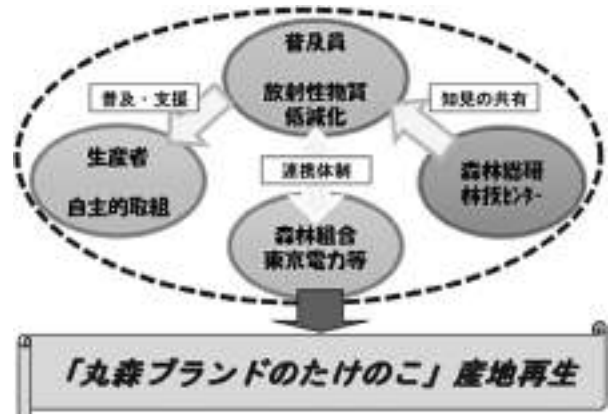 普及員
放射性物質
低減化
普及・支援
知見の共有
生産者
自主的取組
連携体制
森林総研
林技ｾﾝﾀｰ
森林組合
東京電力等
「丸森ブランドのたけのこ」産地再生